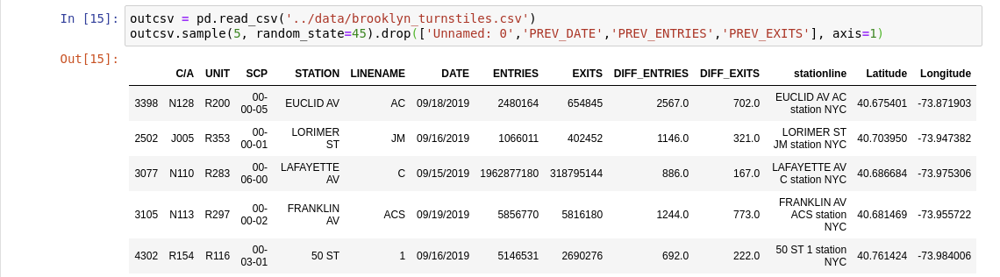 In [15]: outcsv = pd.read_csv('../data/brooklyn_turnstiles.csv')
outcsv.sample(5, random_state=45).drop(['Unnamed: 0','PREV_DATE','PREV_ENTRIES','PREV_EXITS'], axis=1)
Out[15]:
C/A UNIT SCP STATION LINENAME DATE ENTRIES EXITS DIFF_ENTRIES DIFF_EXITS stationline Latitude Longitude
3398 N128 R200 00-00-05 EUCLID AV AC 09/18/2019 2480164 654845 2567.0 702.0 EUCLID AV AC station NYC 40.675401 -73.871903
2502 J005 R353 00-00-01 LORIMER ST JM 09/16/2019 1066011 402452 1146.0 321.0 LORIMER ST JM station NYC 40.703950 -73.947382
3077 N110 R283 00-06-00 LAFAYETTE AV C 09/15/2019 1962877180 318795144 886.0 167.0 LAFAYETTE AV C station NYC 40.686684 -73.975306
3105 N113 R297 00-00-02 FRANKLIN AV ACS 09/19/2019 5856770 5816180 1244.0 773.0 FRANKLIN AV ACS station NYC 40.681469 -73.955722
4302 R154 R116 00-03-01 50 ST 1 09/16/2019 5146531 2690276 692.0 222.0 50 ST 1 station NYC 40.761424 -73.984006